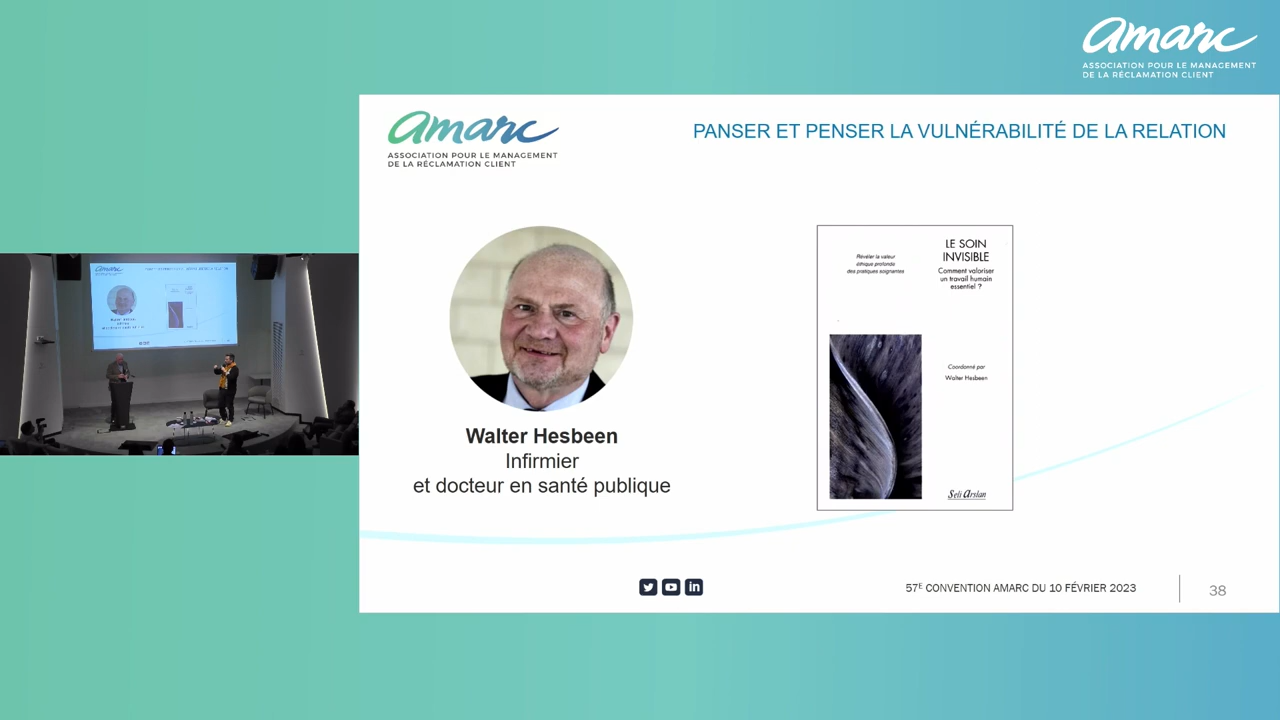 amarc
ASSOCIATION POUR LE MANAGEMENT
DE LA RÉCLAMATION CLIENT
amarc
ASSOCIATION POUR LE MANAGEMENT
DE LA RÉCLAMATION CLIENT
PANSER ET PENSER LA VULNÉRABILITÉ DE LA RELATION
Walter Hesbeen
Infirmier
et docteur en santé publique
Révéler la valeur
éthique profonde
des pratiques soignantes
LE SOIN
INVISIBLE
Comment valoriser
un travail humain
essentiel ?
Coordonné par
Walter Hesbeen
Seli Arslan
57E CONVENTION AMARC DU 10 FÉVRIER 2023
38
amarc